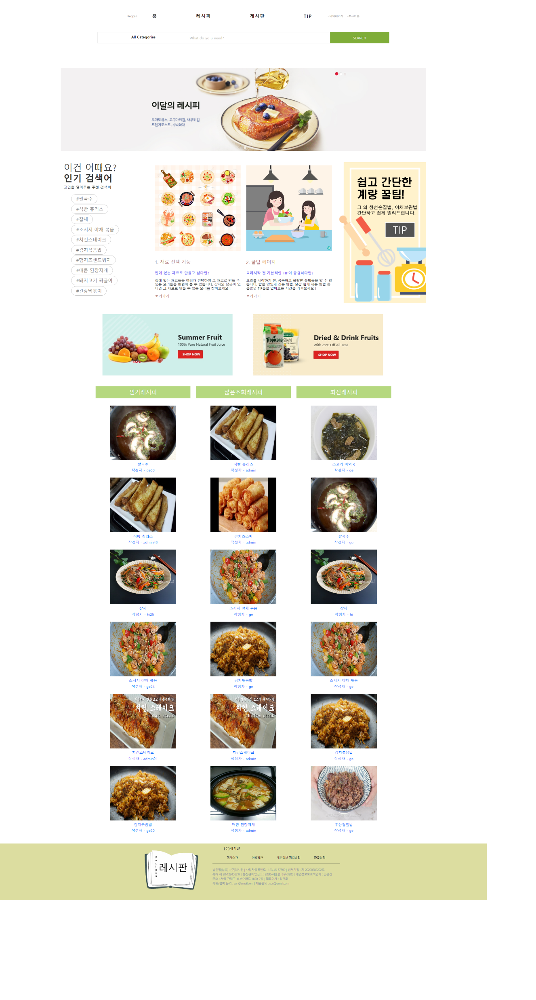 Recipan
홈
레시피
게시판
TIP
- 마이페이지
- 로그아웃
All Categories
What do yo u need?
SEARCH
이달의 레시피
토마토쥬스, 고구마튀김, 새우튀김
프렌치토스트, 수박화채
이건 어때요?
인기 검색어
고민을 덜어주는 추천 검색어
#쌀국수
#식빵 츄러스
#잡채
#소시지 야채 볶음
#치킨스테이크
#김치볶음밥
#햄치즈샌드위치
#매콤 된장지개
#돼지고기 짜글이
#간장떡볶이
1. 재료 선택 기능
집에 있는 재료로 만들고 싶다면?
집에 있는 재료들을 여러개 선택하여 그 재료로 만들 수
있는 요리들을 한번에 볼 수 있습니다. 감자와 당근이 있
다면 그 재료로 만들 수 있는 요리를 찾아보세요 !
보러가기
2. 꿀팁 페이지
요리시작 전 기본적인 TIP이 궁금하다면?
요리를 시작하기 전, 궁금하고 몰랐던 꿀팁들을 알 수 있
습니다. 밥을 맛있게 짓는 방법, 달걀 쉽게 까는 방법 등
몰랐던 TIP들을 알아보는 시간을 가져보세요 !
보러가기
쉽고 간단한
계량 꿀팁!
그 외 생선손질법, 야채보관법
간단하고 쉽게 알려드립니다.
TIP
Summer Fruit
100% Pure Natural Fruit Juice
SHOP NOW
Tropicana
Sliwki
Dried & Drink Fruits
With 25% Off All Teas
SHOP NOW
인기레시피
많은조회레시피
최신레시피
쌀국수
작성자 - ge50
식빵 츄러스
작성자 - admin
소고기 미역국
작성자 - ge
식빵 츄러스
작성자 - admin43
콘치즈스틱
작성자 - admin
쌀국수
작성자 - ge
잡채
작성자 - hi25
소시지 야채 볶음
작성자 - ge
잡채
작성자 - hi
소시지 야채 볶음
작성자 - ge24
김치볶음밥
작성자 - ge
소시지 야채 볶음
작성자 - ge
소스의 풍부한 맛
치킨 스테이크
chicken steak
치킨스테이크
작성자 - admin21
소스의 풍부한 맛
치킨 스테이크
chicken steak
치킨스테이크
작성자 - admin
김치볶음밥
작성자 - ge
김치볶음밥
작성자 - ge20
매콤 된장지개
작성자 - admin
우삼겹덮밥
작성자 - ge
Recipan
레시판
(주)레시판
회사소개
이용약관
개인정보 처리방침
환불정책
법인명(상호) : (주)레시판 | 사업자등록번호 : 123-45-67890 | 벤처기업 : 제 20200202202호
특허 제 20-1234567호 | 통신판매업신고 : 2020-서울관악구-3306 | 개인정보보호책임자 : 김은진
주소 : 서울 관악구 남부순환로 1820, 7층 | 대표이사 : 김선호
제휴/협력 문의 : sun@email.com | 채용문의 : sun@email.com